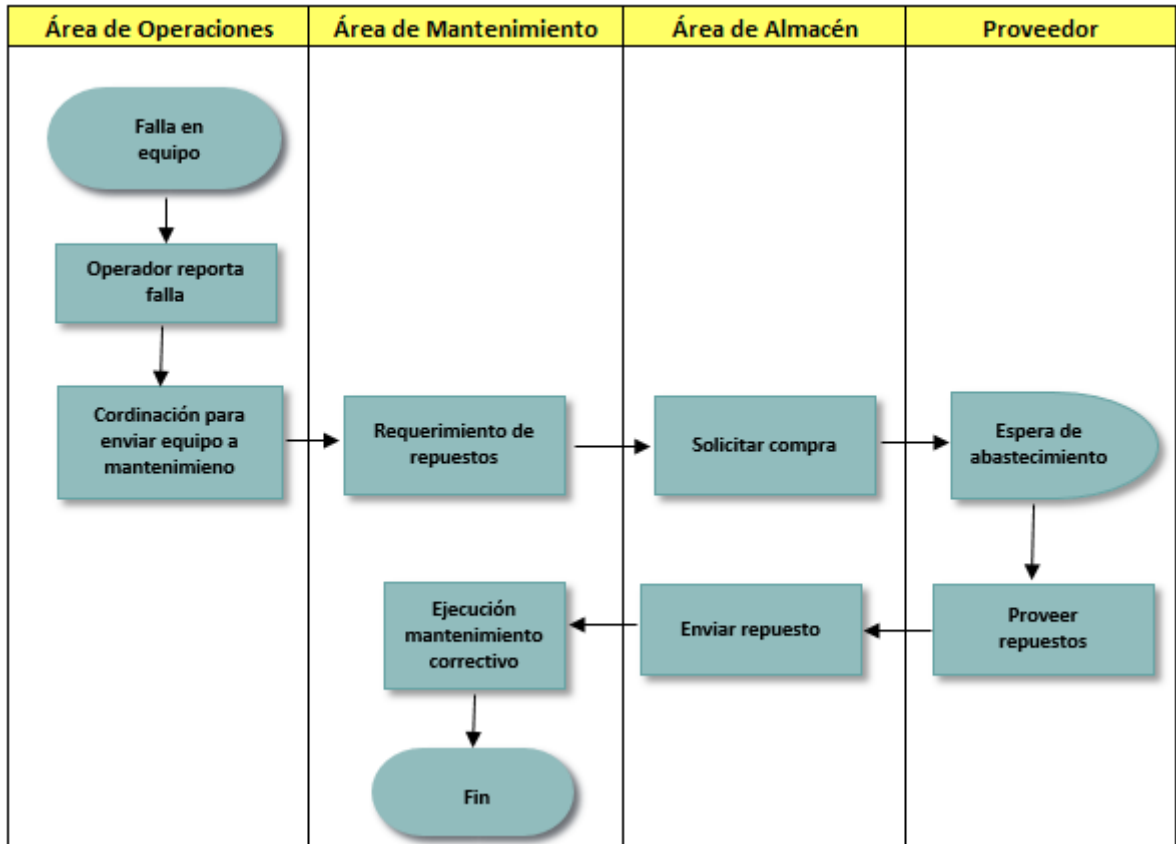 Área de Operaciones
Área de Mantenimiento
Área de Almacén
Proveedor
Falla en
equipo
Operador reporta
falla
Cordinación para
enviar equipo a
mantenimieno
Requerimiento de
repuestos
Solicitar compra
Espera de
abastecimiento
Proveer
repuestos
Enviar repuesto
Ejecución
mantenimiento
correctivo
Fin